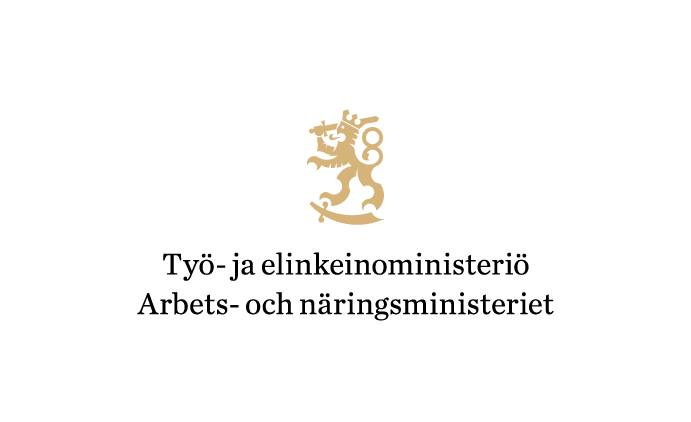 Työ- ja elinkeinoministeriö
Arbets- och näringsministeriet